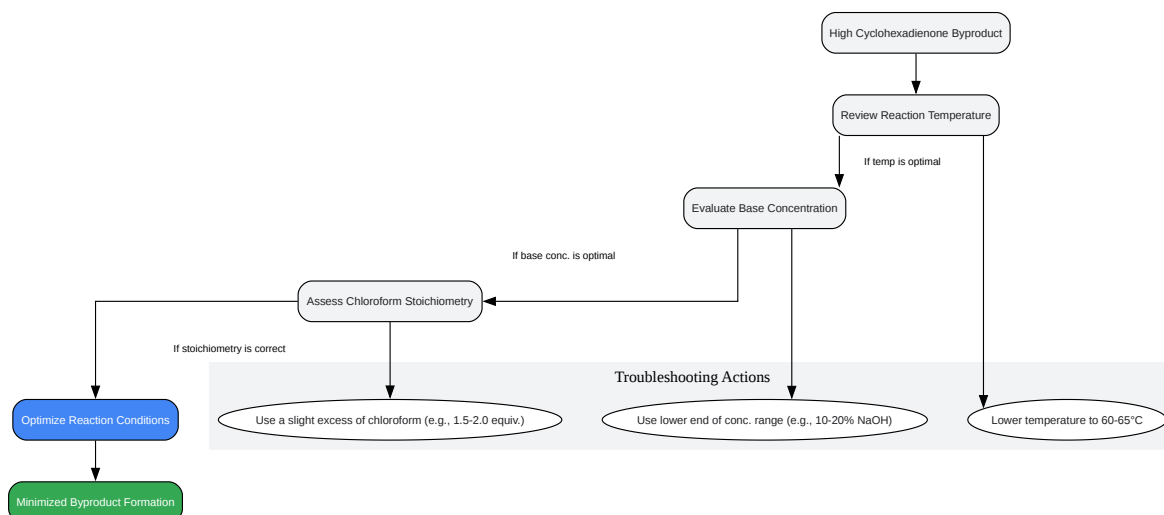 High Cyclohexadienone Byproduct
Review Reaction Temperature
If temp is optimal
Evaluate Base Concentration
If base conc. is optimal
Assess Chloroform Stoichiometry
If stoichiometry is correct
Troubleshooting Actions
Optimize Reaction Conditions
Use a slight excess of chloroform (e.g., 1.5-2.0 equiv.)
Use lower end of conc. range (e.g., 10-20% NaOH)
Lower temperature to 60-65°C
Minimized Byproduct Formation